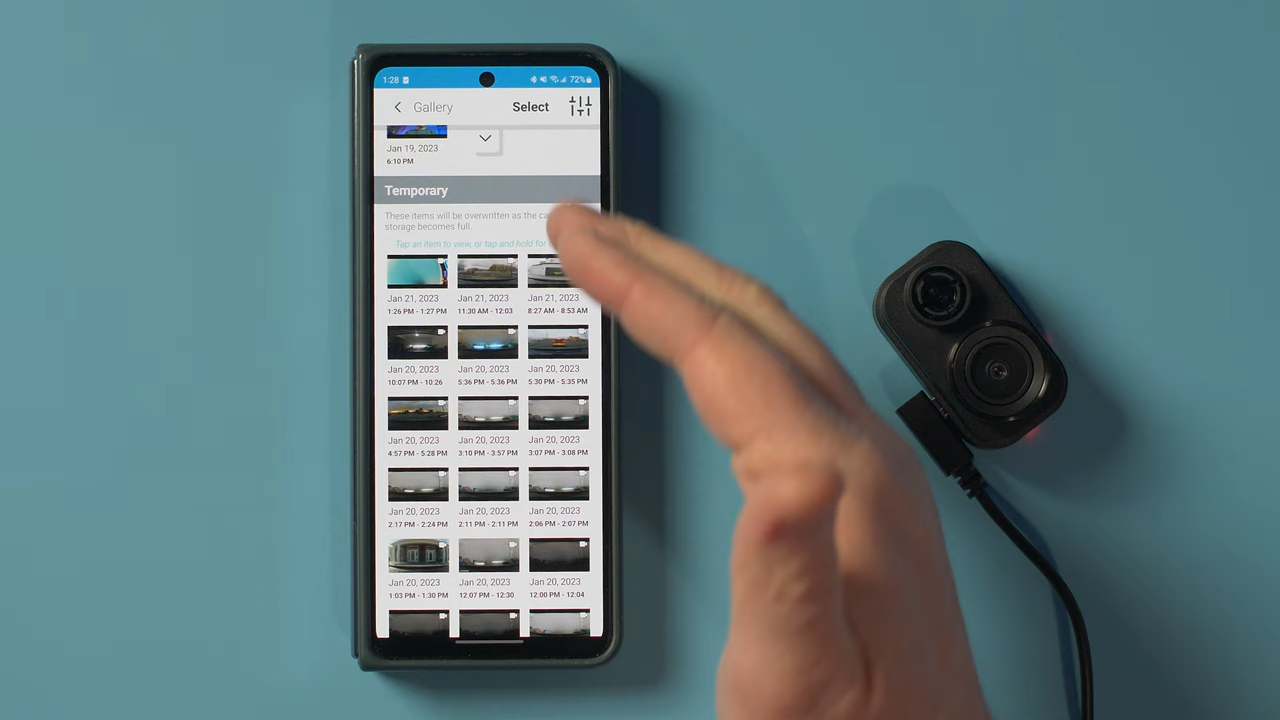 1:28 72%
Gallery Select
Jan 19, 2023
6:10 PM
Temporary
These items will be overwritten as the
storage becomes full.
Tap an item to view, or tap and hold for
Jan 21, 2023 Jan 21, 2023 Jan 21, 2023
1:26 PM - 1:27 PM 11:30 AM - 12:03 8:27 AM - 8:53 AM
Jan 20, 2023 Jan 20, 2023 Jan 20, 2023
10:07 PM - 10:26 5:36 PM - 5:36 PM 5:30 PM - 5:35 PM
Jan 20, 2023 Jan 20, 2023 Jan 20, 2023
4:57 PM - 5:28 PM 3:10 PM - 3:57 PM 3:07 PM - 3:08 PM
Jan 20, 2023 Jan 20, 2023 Jan 20, 2023
2:17 PM - 2:24 PM 2:11 PM - 2:11 PM 2:06 PM - 2:07 PM
Jan 20, 2023 Jan 20, 2023 Jan 20, 2023
1:03 PM - 1:30 PM 12:07 PM - 12:30 12:00 PM - 12:04